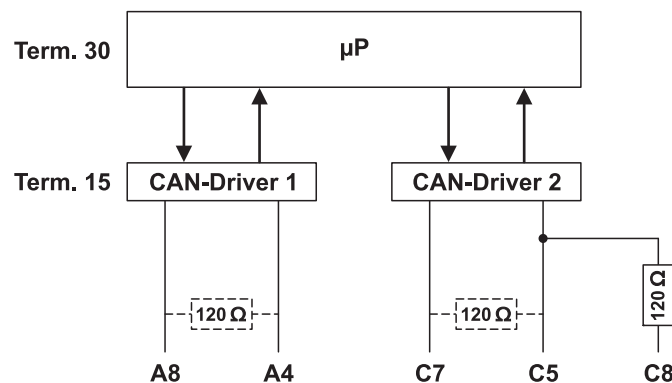 Term. 30
µP
Term. 15
CAN-Driver 1
CAN-Driver 2
120 Ω
120 Ω
120 Ω
A8
A4
C7
C5
C8